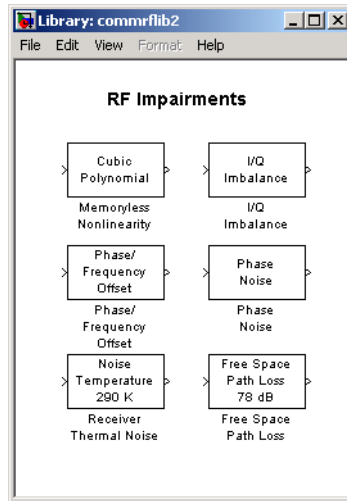 Library: commrflib2
File Edit View Format Help
RF Impairments
Cubic
Polynomial
Memoryless
Nonlinearity
I/Q
Imbalance
I/Q
Imbalance
Phase/
Frequency
Offset
Phase/
Frequency
Offset
Phase
Noise
Phase
Noise
Noise
Temperature
290 K
Receiver
Thermal Noise
Free Space
Path Loss
78 dB
Free Space
Path Loss